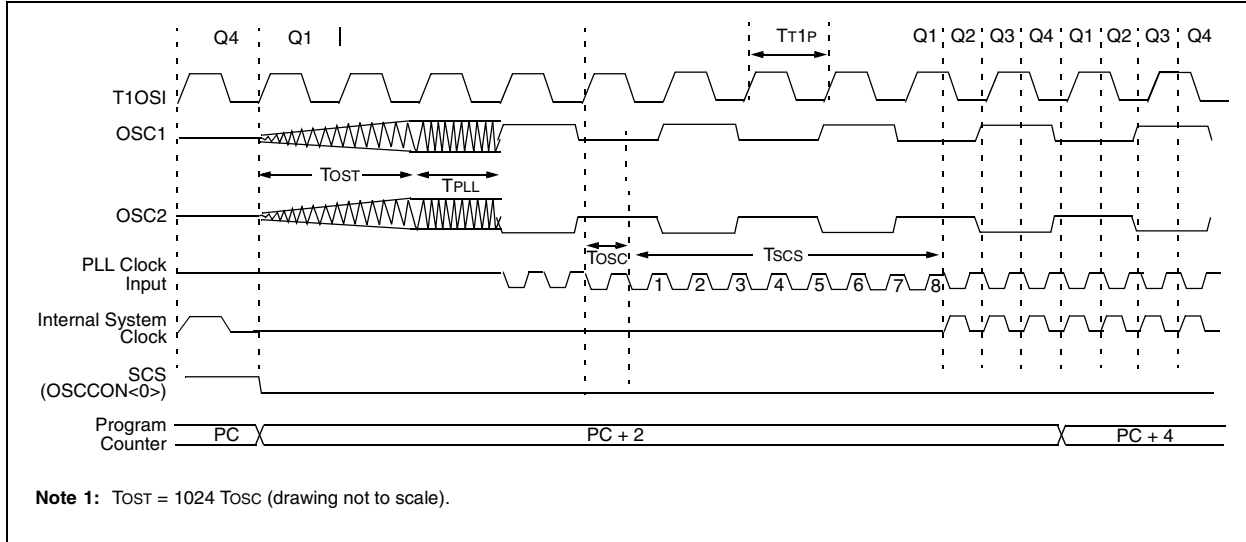 Q4 Q1 TT1P Q1 Q2 Q3 Q4 Q1 Q2 Q3 Q4
T1OSI
OSC1
TOST TPLL
OSC2
TOSC TSCS
PLL Clock
Input
1 2 3 4 5 6 7 8
Internal System
Clock
SCS
(OSCCON<0>)
Program
Counter
PC PC + 2 PC + 4
Note 1: TOST = 1024 TOSC (drawing not to scale).